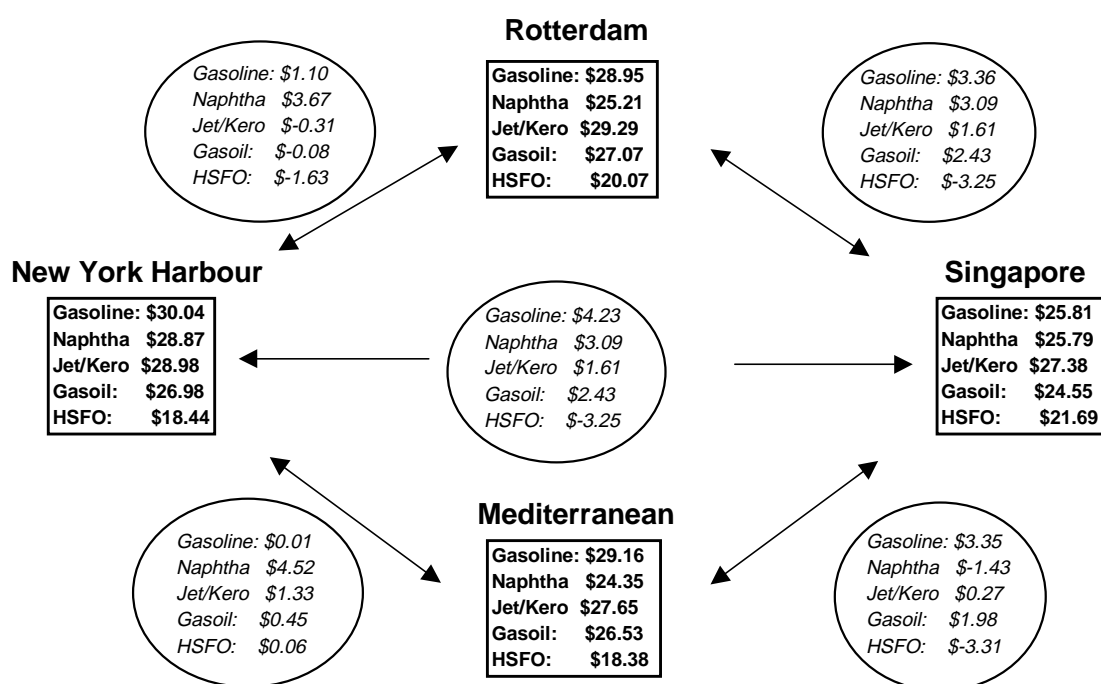 Rotterdam
Gasoline: $1.10
Naphtha $3.67
Jet/Kero $-0.31
Gasoil: $-0.08
HSFO: $-1.63
Gasoline: $28.95
Naphtha $25.21
Jet/Kero $29.29
Gasoil: $27.07
HSFO: $20.07
Gasoline: $3.36
Naphtha $3.09
Jet/Kero $1.61
Gasoil: $2.43
HSFO: $-3.25
New York Harbour
Gasoline: $30.04
Naphtha $28.87
Jet/Kero $28.98
Gasoil: $26.98
HSFO: $18.44
Gasoline: $4.23
Naphtha $3.09
Jet/Kero $1.61
Gasoil: $2.43
HSFO: $-3.25
Singapore
Gasoline: $25.81
Naphtha $25.79
Jet/Kero $27.38
Gasoil: $24.55
HSFO: $21.69
Gasoline: $0.01
Naphtha $4.52
Jet/Kero $1.33
Gasoil: $0.45
HSFO: $0.06
Mediterranean
Gasoline: $29.16
Naphtha $24.35
Jet/Kero $27.65
Gasoil: $26.53
HSFO: $18.38
Gasoline: $3.35
Naphtha $-1.43
Jet/Kero $0.27
Gasoil: $1.98
HSFO: $-3.31